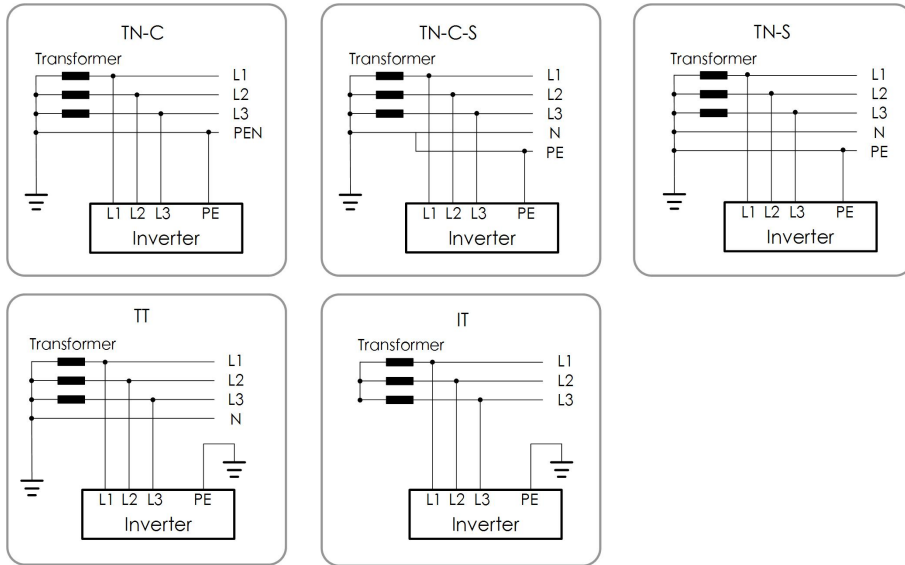 TN-C
Transformer
L1
L2
L3
PEN
L1 L2 L3 PE
Inverter
TN-C-S
Transformer
L1
L2
L3
N
PE
L1 L2 L3 PE
Inverter
TN-S
Transformer
L1
L2
L3
N
PE
L1 L2 L3 PE
Inverter
TT
Transformer
L1
L2
L3
N
L1 L2 L3 PE
Inverter
IT
Transformer
L1
L2
L3
L1 L2 L3 PE
Inverter